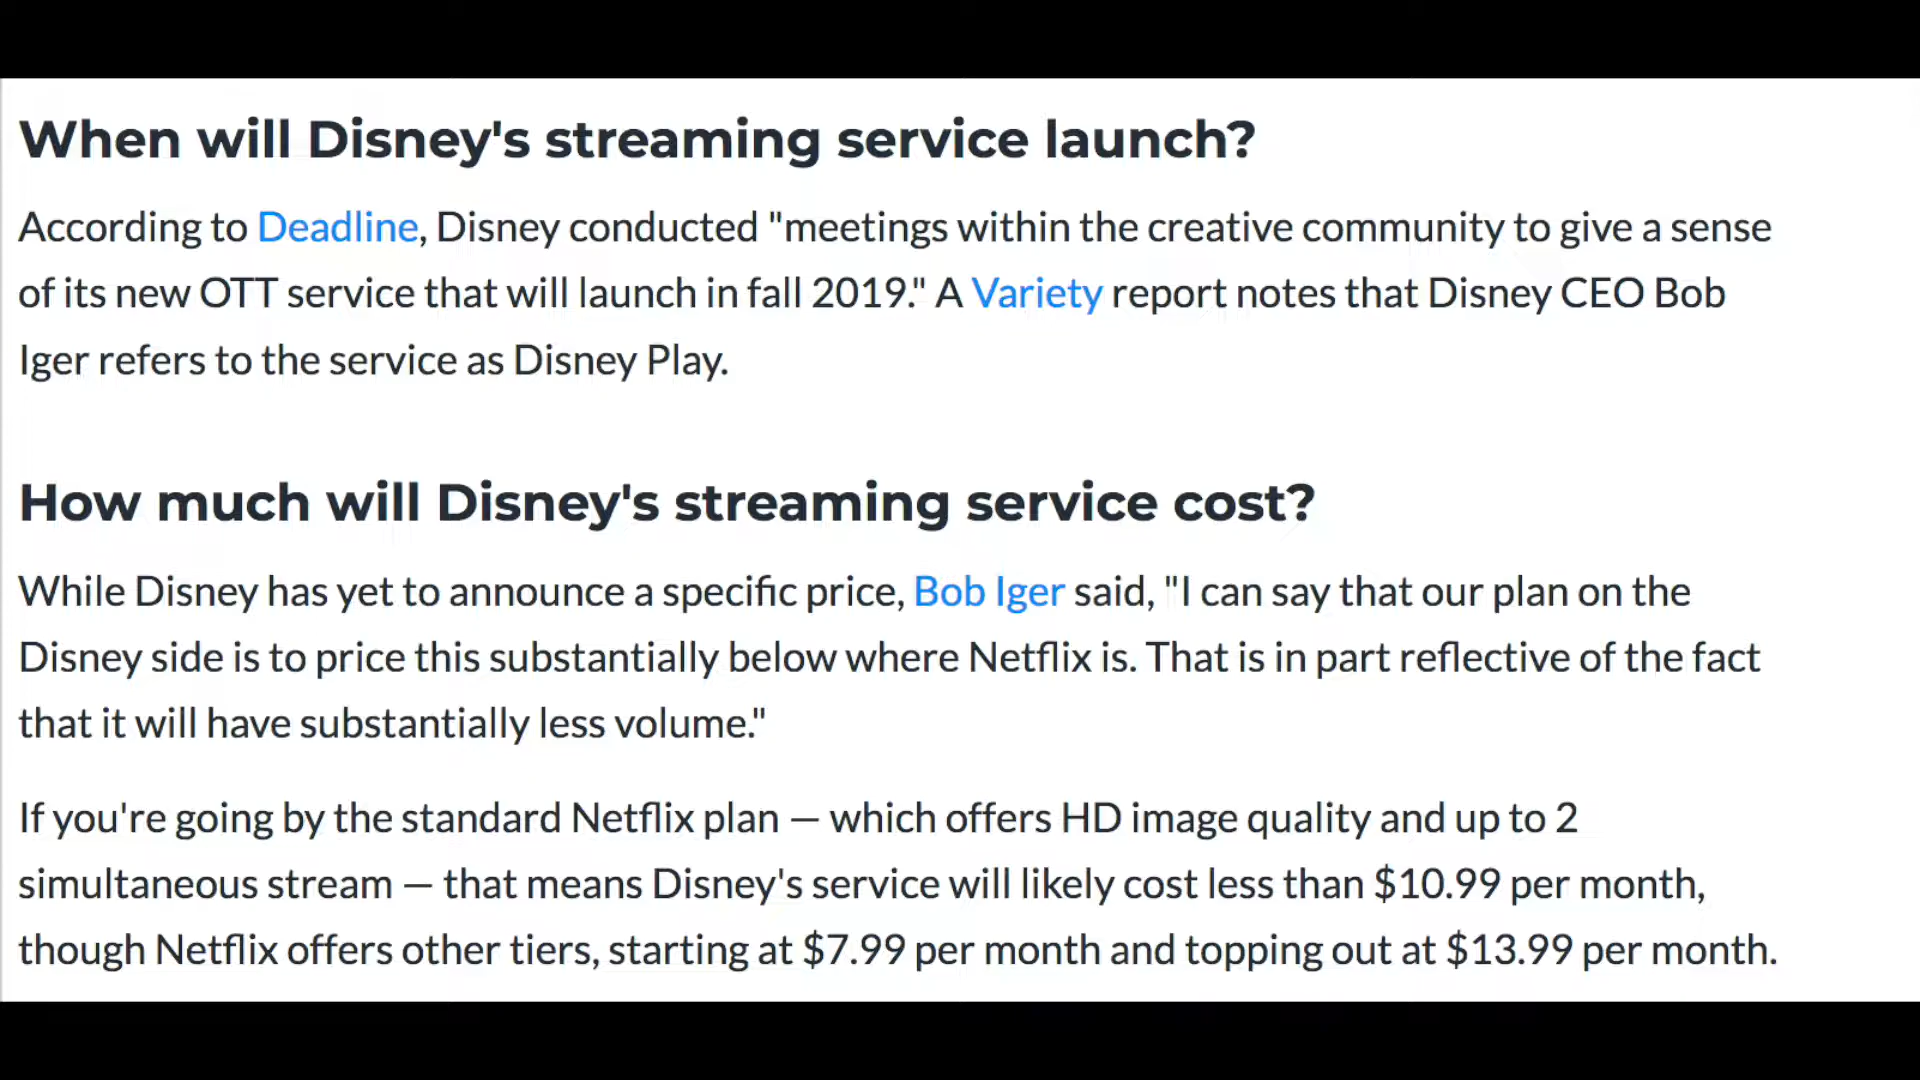 When will Disney's streaming service launch?
According to Deadline, Disney conducted "meetings within the creative community to give a sense
of its new OTT service that will launch in fall 2019." A Variety report notes that Disney CEO Bob
Iger refers to the service as Disney Play.
How much will Disney's streaming service cost?
While Disney has yet to announce a specific price, Bob Iger said, "I can say that our plan on the
Disney side is to price this substantially below where Netflix is. That is in part reflective of the fact
that it will have substantially less volume."
If you're going by the standard Netflix plan — which offers HD image quality and up to 2
simultaneous stream — that means Disney's service will likely cost less than $10.99 per month,
though Netflix offers other tiers, starting at $7.99 per month and topping out at $13.99 per month.